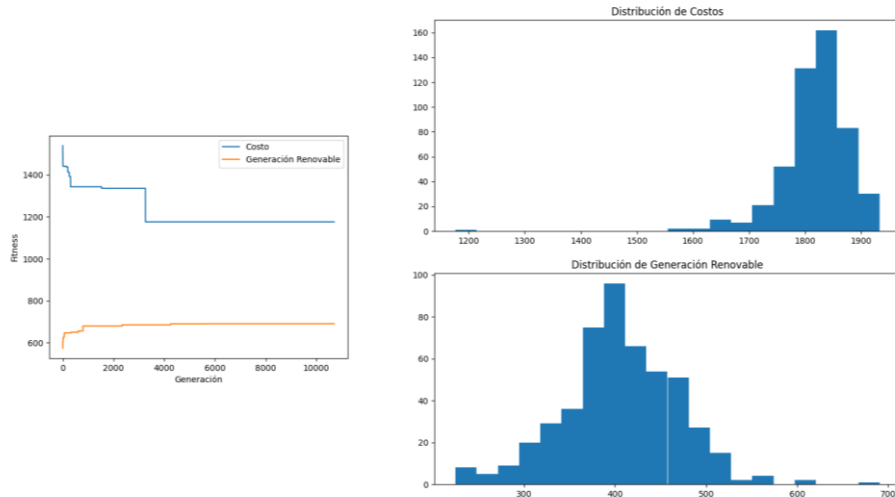 Costo
Generación Renovable
1400
1200
1000
800
600
Fitness
0 2000 4000 6000 8000 10000
Generación
Distribución de Costos
160
140
120
100
80
60
40
20
0
1200 1300 1400 1500 1600 1700 1800 1900
Distribución de Generación Renovable
100
80
60
40
20
0
300 400 500 600 700